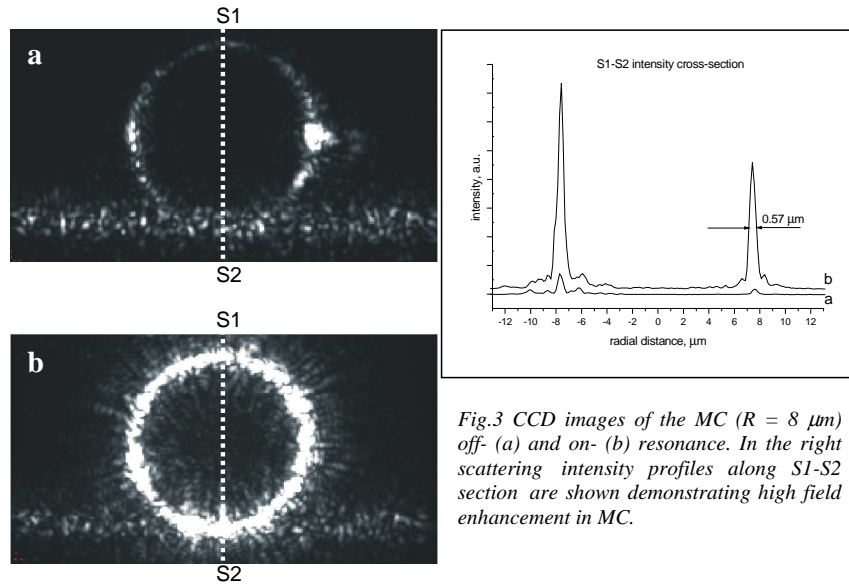 S1
a
S2
S1
b
S2
S1-S2 intensity cross-section
intensity, a.u.
0.57 μm
b
a
-12 -10 -8 -6 -4 -2 0 2 4 6 8 10 12
radial distance, μm
Fig.3 CCD images of the MC (R = 8 μm)
off- (a) and on- (b) resonance. In the right
scattering intensity profiles along S1-S2
section are shown demonstrating high field
enhancement in MC.